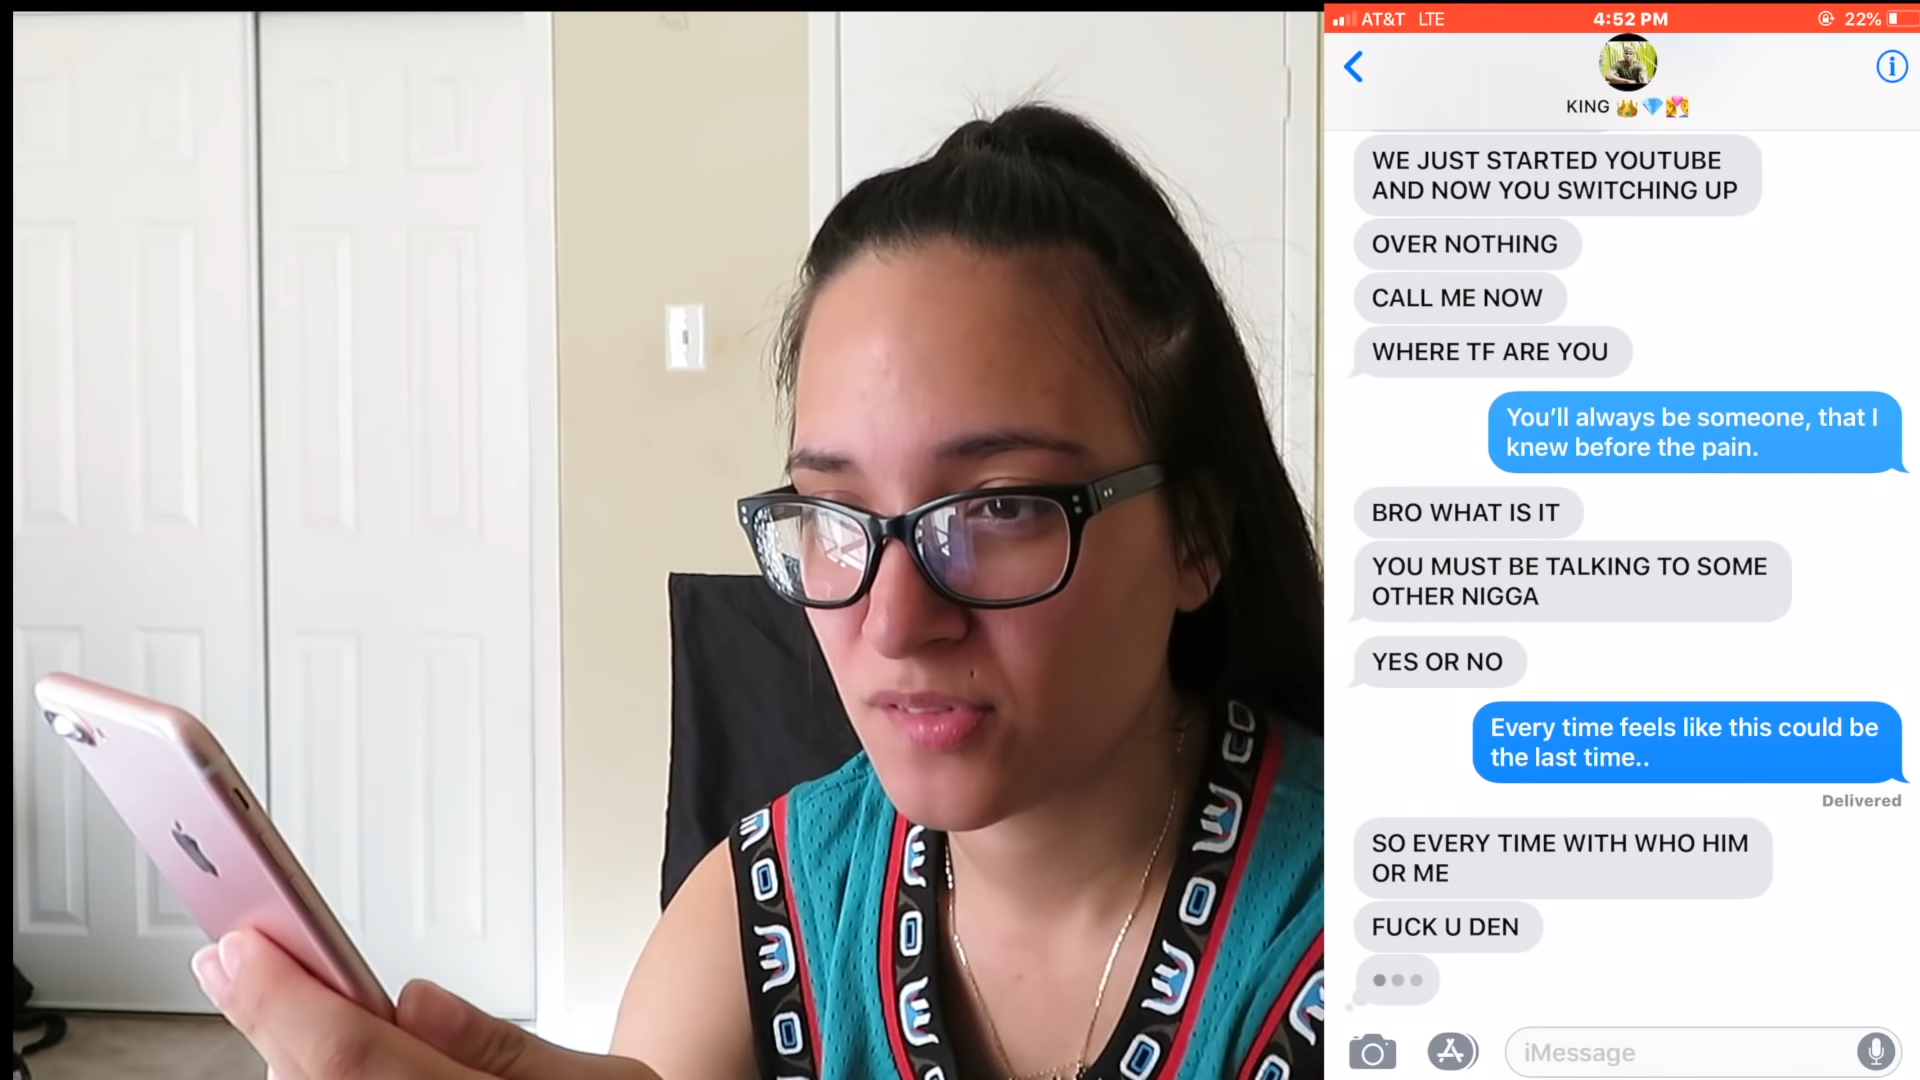 AT&T LTE 4:52 PM 22%
KING 👑💎💏
WE JUST STARTED YOUTUBE
AND NOW YOU SWITCHING UP
OVER NOTHING
CALL ME NOW
WHERE TF ARE YOU
You’ll always be someone, that I
knew before the pain.
BRO WHAT IS IT
YOU MUST BE TALKING TO SOME
OTHER NIGGA
YES OR NO
Every time feels like this could be
the last time..
Delivered
SO EVERY TIME WITH WHO HIM
OR ME
FUCK U DEN
iMessage